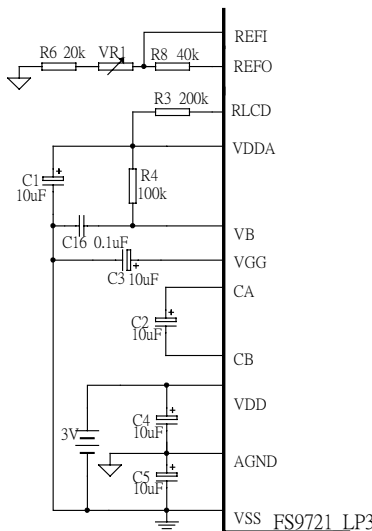 REFI
R6 20k VR1 R8 40k REFO
R3 200k RLCD
VDDA
C1
10uF
R4
100k
C16 0.1uF VB
C3 10uF VGG
CA
C2
10uF
CB
VDD
3V
C4
10uF
AGND
C5
10uF
VSS FS9721_LP3